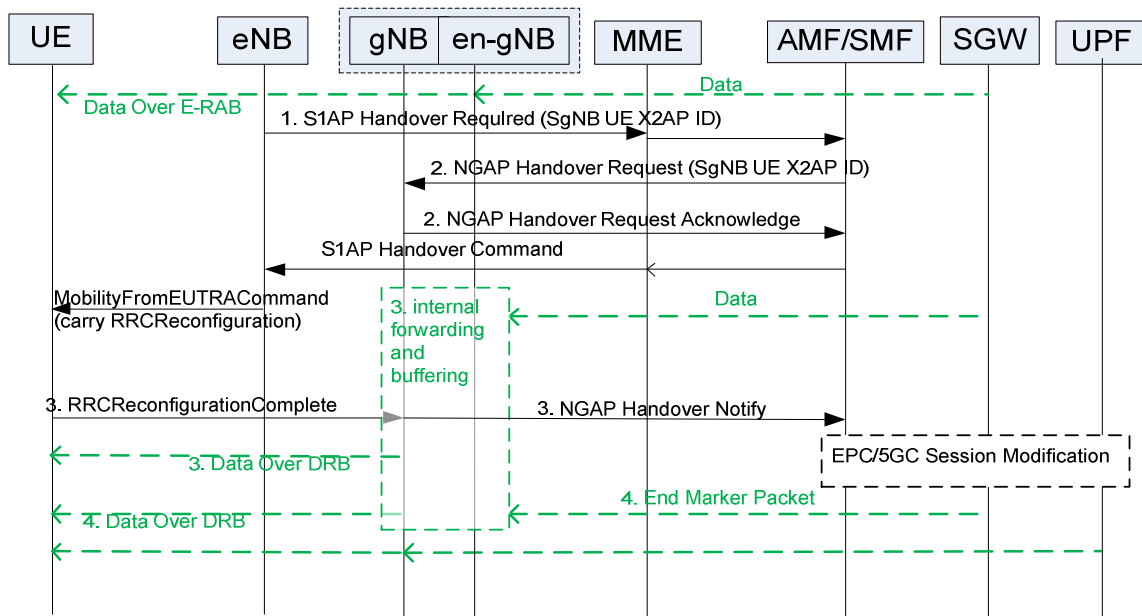 UE
eNB
gNB
en-gNB
MME
AMF/SMF
SGW
UPF
Data
Data Over E-RAB
1. S1AP Handover Required (SgNB UE X2AP ID)
2. NGAP Handover Request (SgNB UE X2AP ID)
2. NGAP Handover Request Acknowledge
S1AP Handover Command
MobilityFromEUTRACommand
(carry RRCReconfiguration)
3. internal
forwarding
and
buffering
Data
3. RRCReconfigurationComplete
3. NGAP Handover Notify
3. Data Over DRB
EPC/5GC Session Modification
4. End Marker Packet
4. Data Over DRB